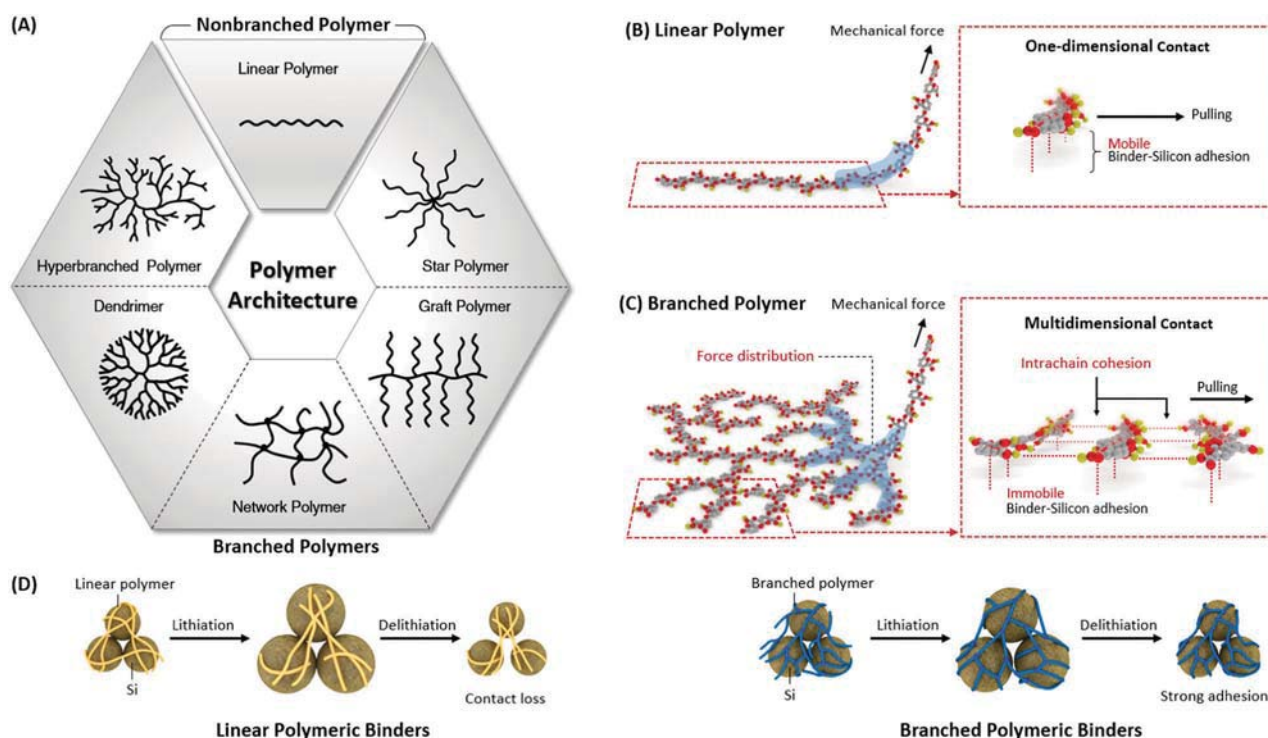 (A)
Nonbranched Polymer
Linear Polymer
Hyperbranched Polymer
Star Polymer
Polymer
Architecture
Dendrimer
Graft Polymer
Network Polymer
Branched Polymers
(B) Linear Polymer
Mechanical force
One-dimensional Contact
Pulling
Mobile
Binder-Silicon adhesion
(C) Branched Polymer
Mechanical force
Force distribution
Multidimensional Contact
Intrachain cohesion
Pulling
Immobile
Binder-Silicon adhesion
(D)
Linear polymer
Lithiation
Delithiation
Si
Contact loss
Linear Polymeric Binders
Branched polymer
Lithiation
Delithiation
Si
Strong adhesion
Branched Polymeric Binders